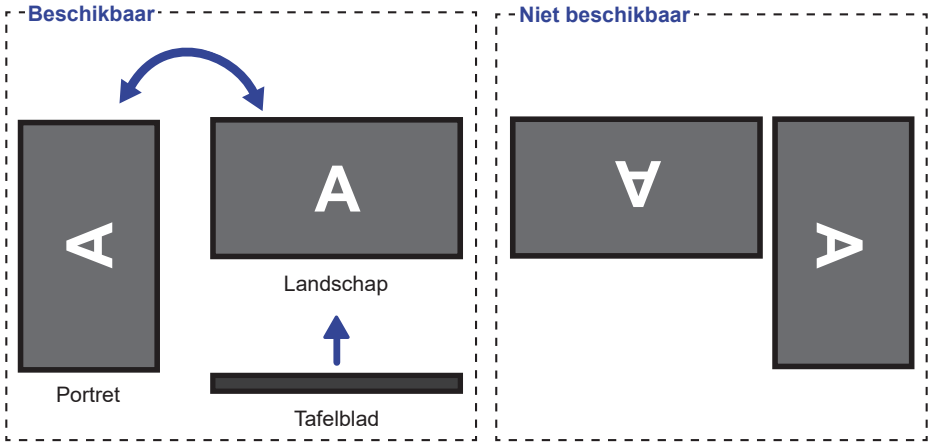 Beschikbaar
A
A
Landschap
Portret
Tafelblad
Niet beschikbaar
A
A